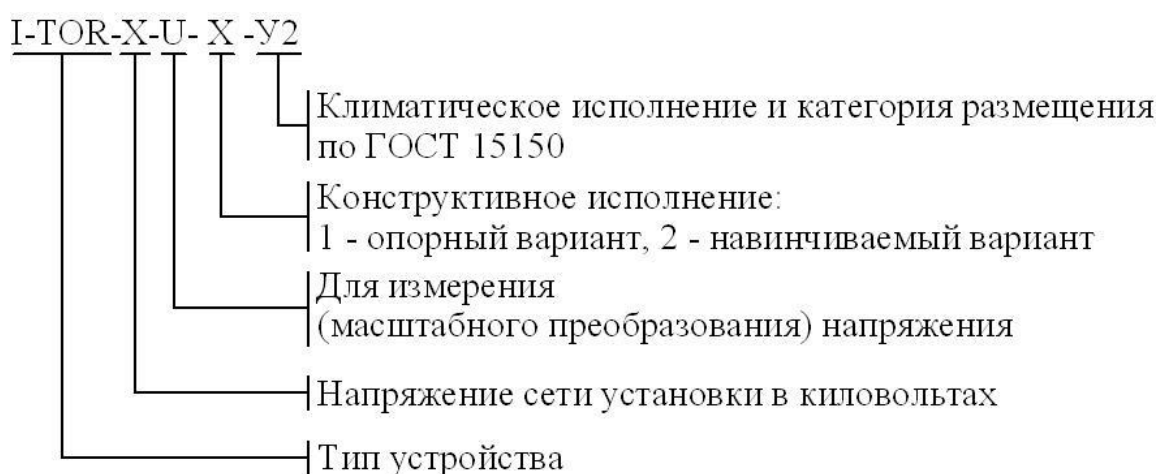 I-TOR-X-U- X -У2
Климатическое исполнение и категория размещения
по ГОСТ 15150
Конструктивное исполнение:
1 - опорный вариант, 2 - навинчиваемый вариант
Для измерения
(масштабного преобразования) напряжения
Напряжение сети установки в киловольтах
Тип устройства